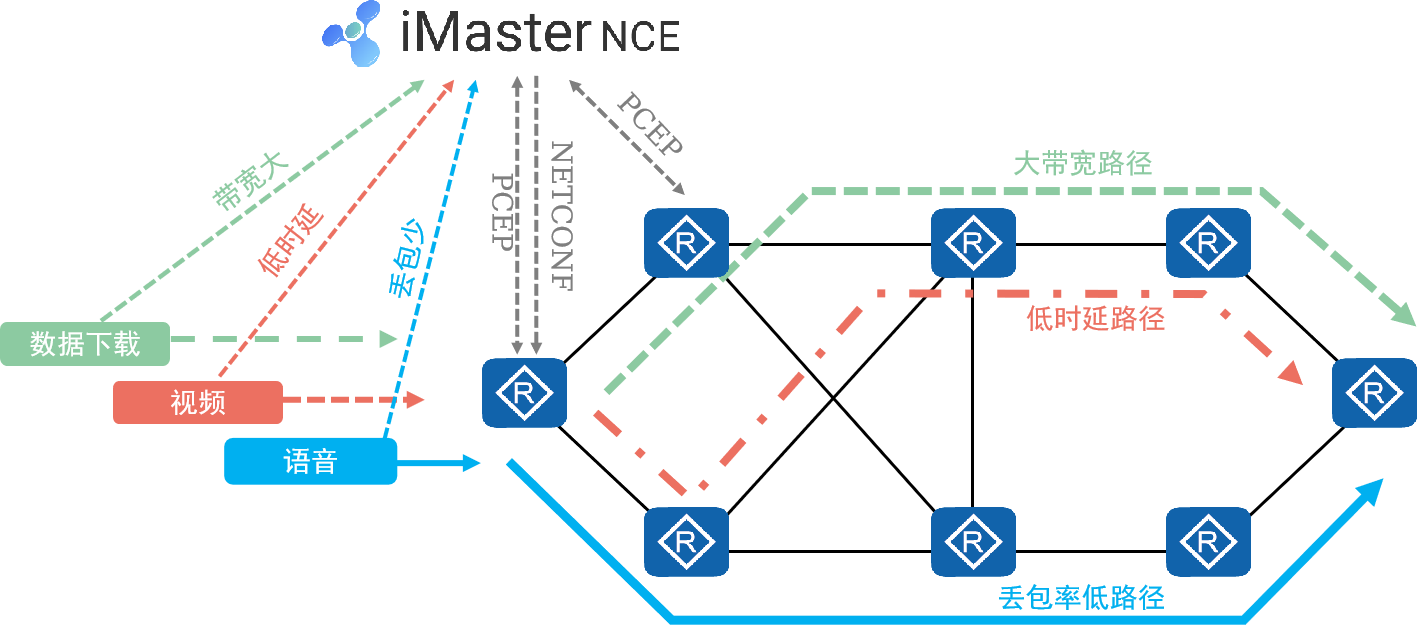 iMaster NCE
带宽大
低时延
丢包少
PCEP
NETCONF
PCEP
大带宽路径
低时延路径
数据下载
视频
语音
R
R
R
R
R
R
R
R
丢包率低路径